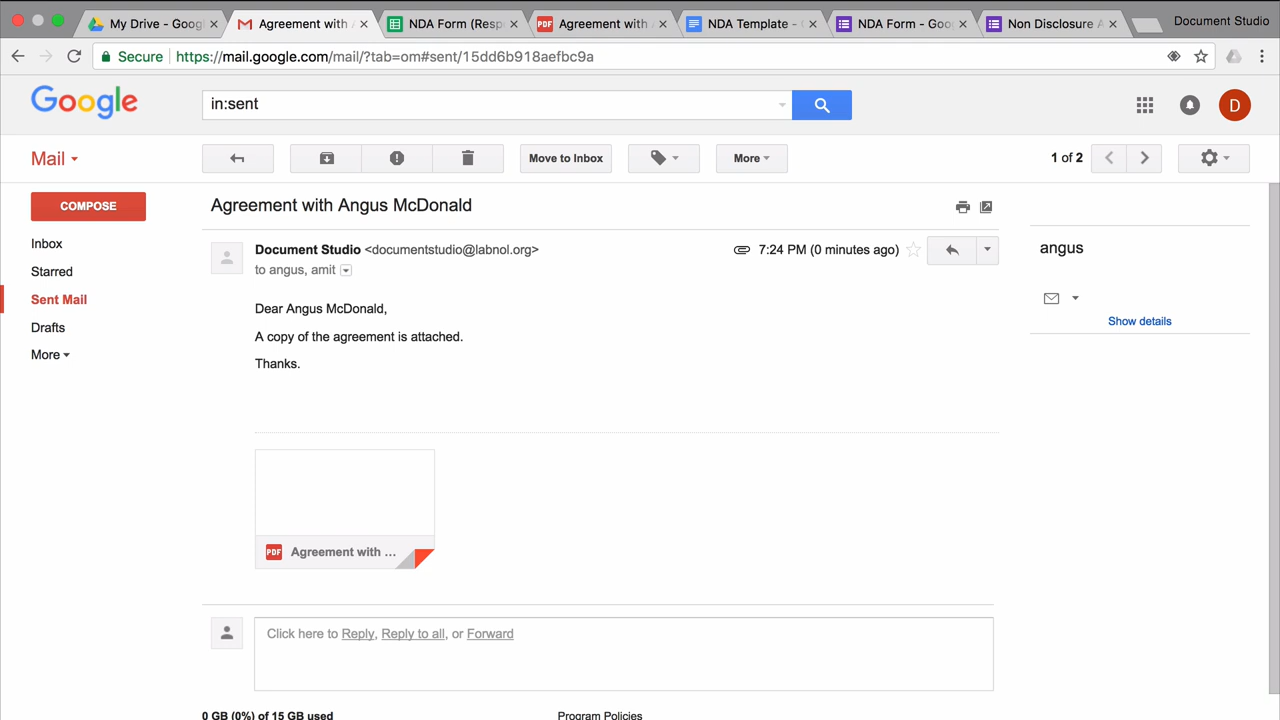 My Drive - Googl
Agreement with A
NDA Form (Resp
Agreement with A
NDA Template - G
NDA Form - Goog
Non Disclosure A
Document Studio
Secure
https://mail.google.com/mail/?tab=om#sent/15dd6b918aefbc9a
Google
in:sent
D
Mail
Move to Inbox
More
1 of 2
COMPOSE
Inbox
Starred
Sent Mail
Drafts
More
Agreement with Angus McDonald
Document Studio <documentstudio@labnol.org>
7:24 PM (0 minutes ago)
to angus, amit
Dear Angus McDonald,
A copy of the agreement is attached.
Thanks.
PDF Agreement with ...
Click here to Reply, Reply to all, or Forward
angus
Show details
0 GB (0%) of 15 GB used
Program Policies